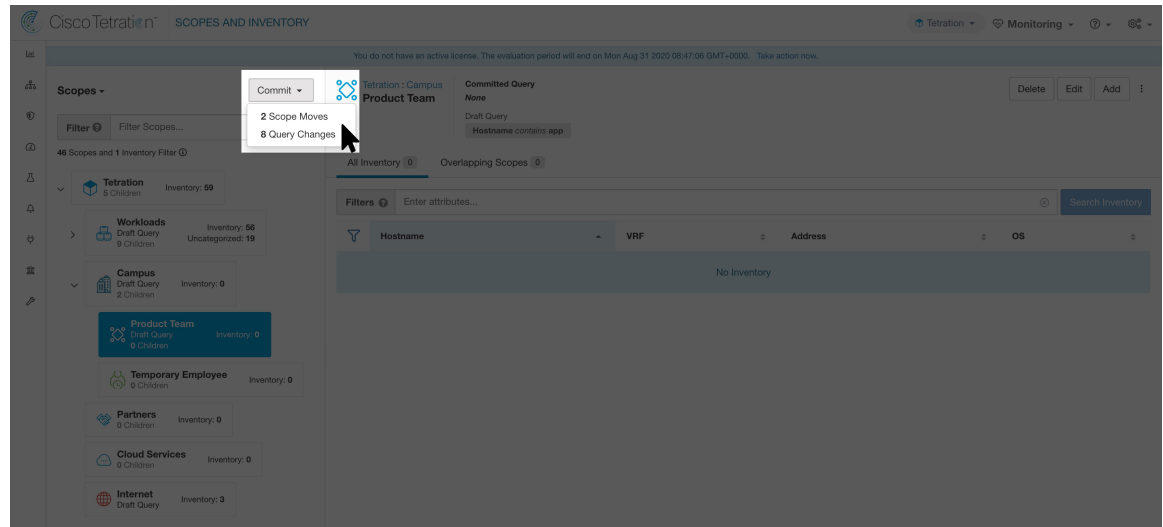 Cisco Tetration™ SCOPES AND INVENTORY
Tetration
Monitoring
You do not have an active license. The evaluation period will end on Mon Aug 31 2020 08:47:06 GMT+0000. Take action now.
Scopes
Commit
2 Scope Moves
8 Query Changes
Filter
Filter Scopes...
46 Scopes and 1 Inventory Filter
Tetration
5 Children
Inventory: 59
Workloads
Draft Query
9 Children
Inventory: 56
Uncategorized: 19
Campus
Draft Query
2 Children
Inventory: 0
Product Team
Draft Query
0 Children
Inventory: 0
Temporary Employee
0 Children
Inventory: 0
Partners
0 Children
Inventory: 0
Cloud Services
0 Children
Inventory: 0
Internet
Draft Query
Inventory: 3
Tetration : Campus
Product Team
Committed Query
None
Draft Query
Hostname contains app
Delete
Edit
Add
All Inventory 0
Overlapping Scopes 0
Filters
Enter attributes...
Search Inventory
Hostname
VRF
Address
OS
No Inventory